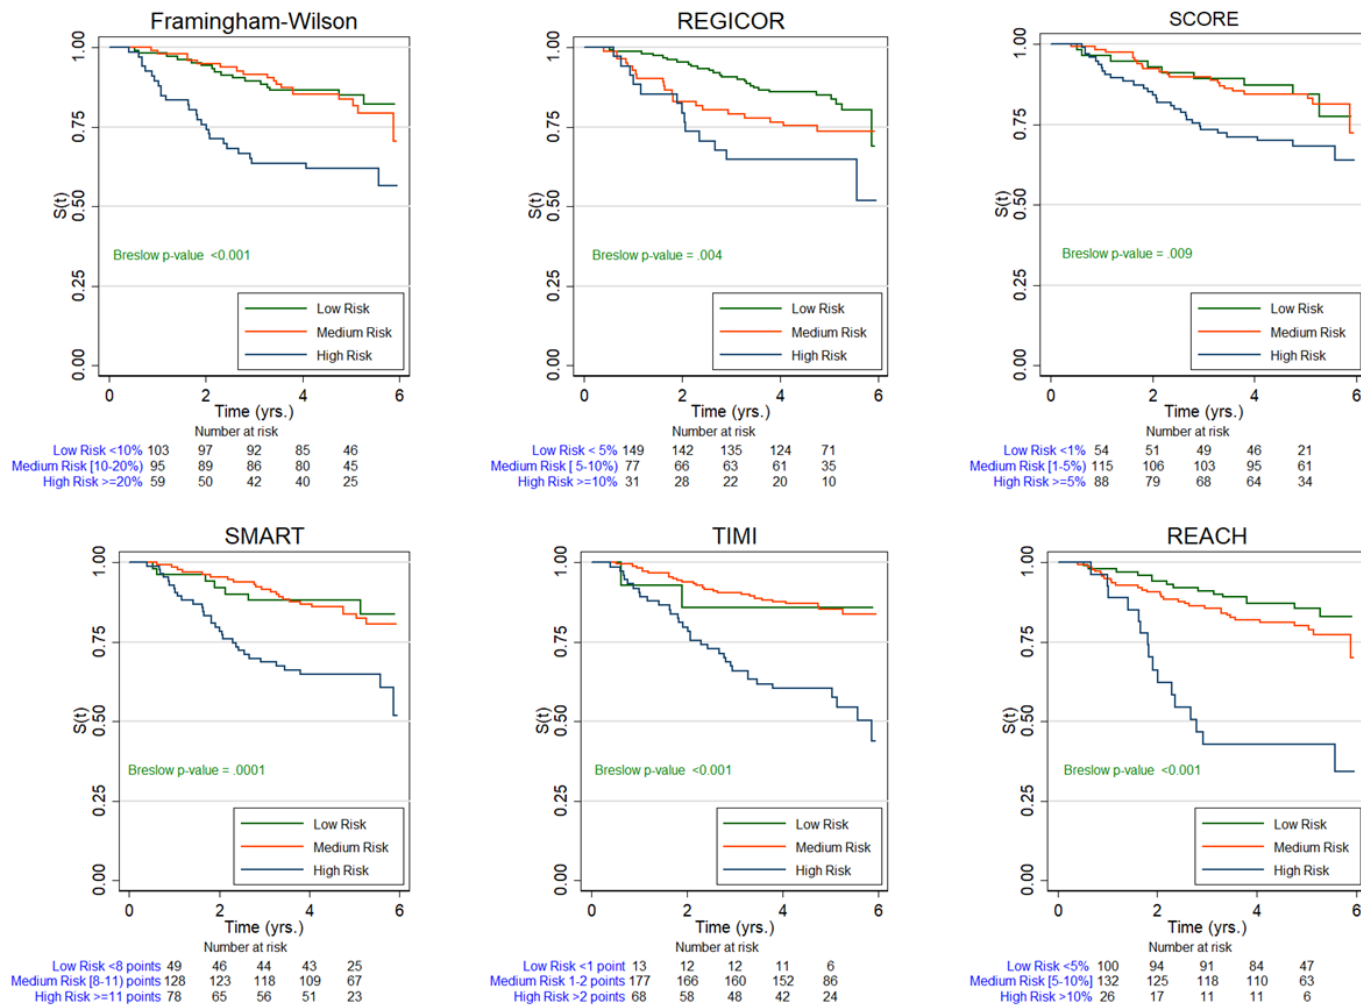 Framingham-Wilson
S(t)
1.00
0.75
0.50
0.25
0.00
Breslow p-value <0.001
Low Risk
Medium Risk
High Risk
0 2 4 6
Time (yrs.)
Number at risk
Low Risk <10% 103 97 92 85 46
Medium Risk [10-20%) 95 89 86 80 45
High Risk >=20% 59 50 42 40 25
REGICOR
S(t)
1.00
0.75
0.50
0.25
0.00
Breslow p-value = .004
Low Risk
Medium Risk
High Risk
0 2 4 6
Time (yrs.)
Number at risk
Low Risk < 5% 149 142 135 124 71
Medium Risk [ 5-10%) 77 66 63 61 35
High Risk >=10% 31 28 22 20 10
SCORE
S(t)
1.00
0.75
0.50
0.25
0.00
Breslow p-value = .009
Low Risk
Medium Risk
High Risk
0 2 4 6
Time (yrs.)
Number at risk
Low Risk <1% 54 51 49 46 21
Medium Risk [1-5%) 115 106 103 95 61
High Risk >=5% 88 79 68 64 34
SMART
S(t)
1.00
0.75
0.50
0.25
0.00
Breslow p-value = .0001
Low Risk
Medium Risk
High Risk
0 2 4 6
Time (yrs.)
Number at risk
Low Risk <8 points 49 46 44 43 25
Medium Risk [8-11) points 128 123 118 109 67
High Risk >=11 points 78 65 56 51 23
TIMI
S(t)
1.00
0.75
0.50
0.25
0.00
Breslow p-value <0.001
Low Risk
Medium Risk
High Risk
0 2 4 6
Time (yrs.)
Number at risk
Low Risk <1 point 13 12 12 11 6
Medium Risk 1-2 points 177 166 160 152 86
High Risk >2 points 68 58 48 42 24
REACH
S(t)
1.00
0.75
0.50
0.25
0.00
Breslow p-value <0.001
Low Risk
Medium Risk
High Risk
0 2 4 6
Time (yrs.)
Number at risk
Low Risk <5% 100 94 91 84 47
Medium Risk [5-10%] 132 125 118 110 63
High Risk >10% 26 17 11 11 6